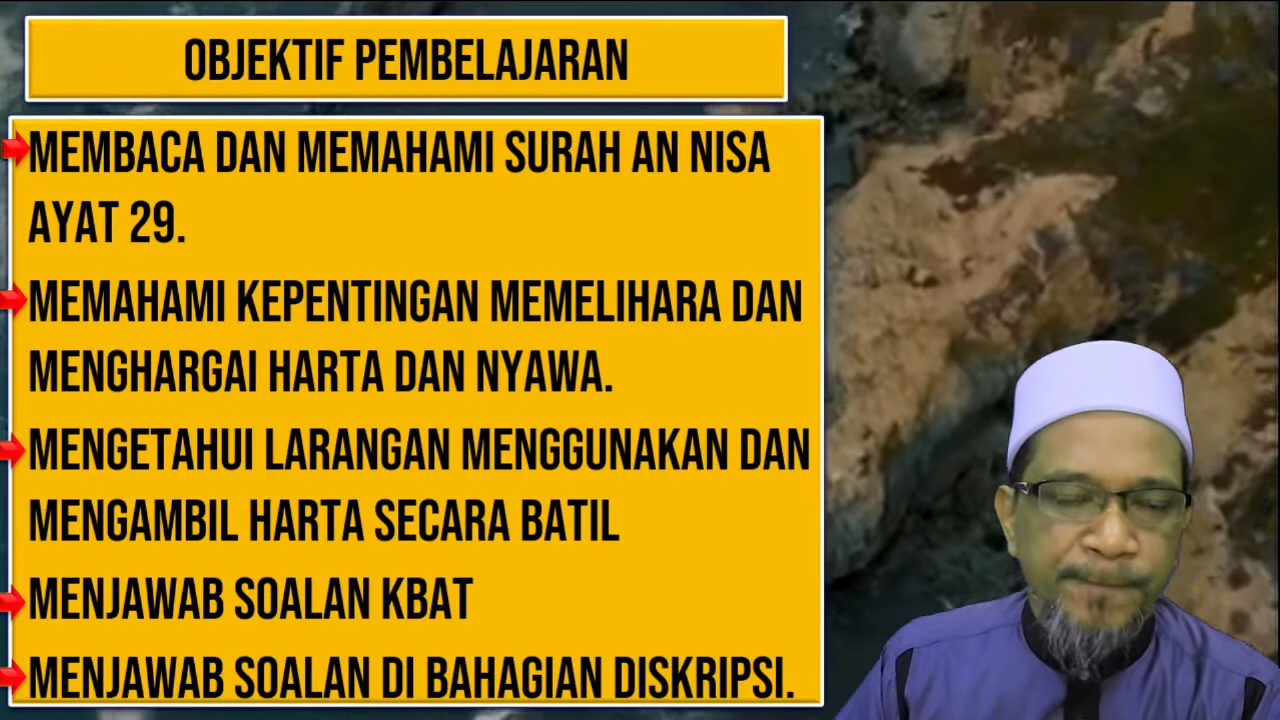 OBJEKTIF PEMBELAJARAN
MEMBACA DAN MEMAHAMI SURAH AN NISA
AYAT 29.
MEMAHAMI KEPENTINGAN MEMELIHARA DAN
MENGHARGAI HARTA DAN NYAWA.
MENGETAHUI LARANGAN MENGGUNAKAN DAN
MENGAMBIL HARTA SECARA BATIL
MENJAWAB SOALAN KBAT
MENJAWAB SOALAN DI BAHAGIAN DISKRIPSI.